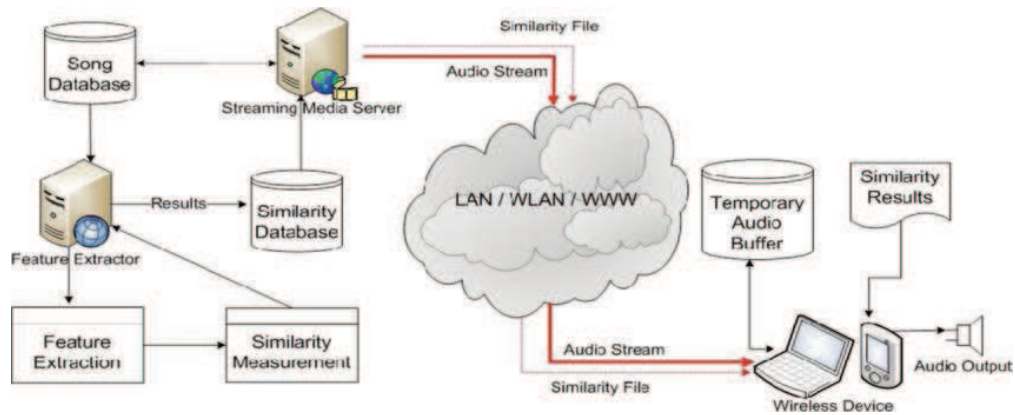 Similarity File
Song
Database
Audio Stream
Streaming Media Server
LAN / WLAN / WWW
Temporary
Audio
Buffer
Similarity
Results
Results
Similarity
Database
Feature Extractor
Feature
Extraction
Similarity
Measurement
Audio Stream
Similarity File
Audio Output
Wireless Device